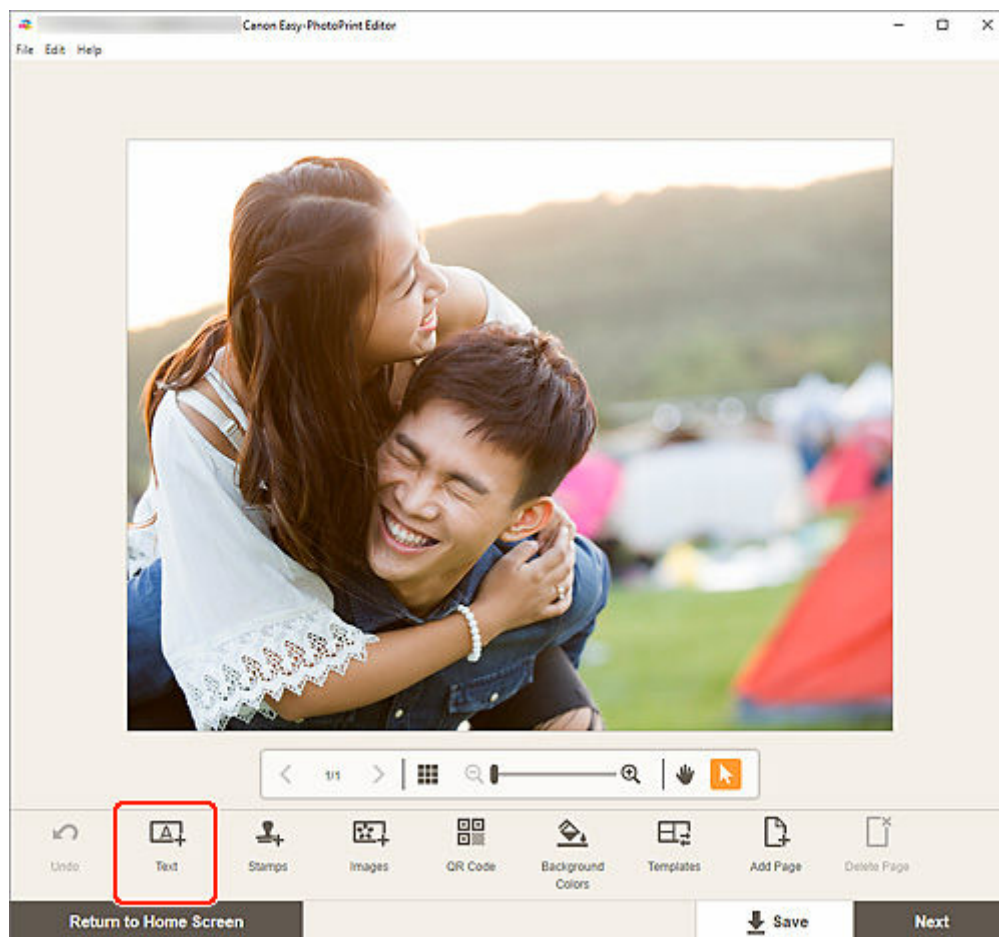 Canon Easy-PhotoPrint Editor
File Edit Help
1/1
Undo
Text
Stamps
Images
QR Code
Background Colors
Templates
Add Page
Delete Page
Return to Home Screen
Save
Next